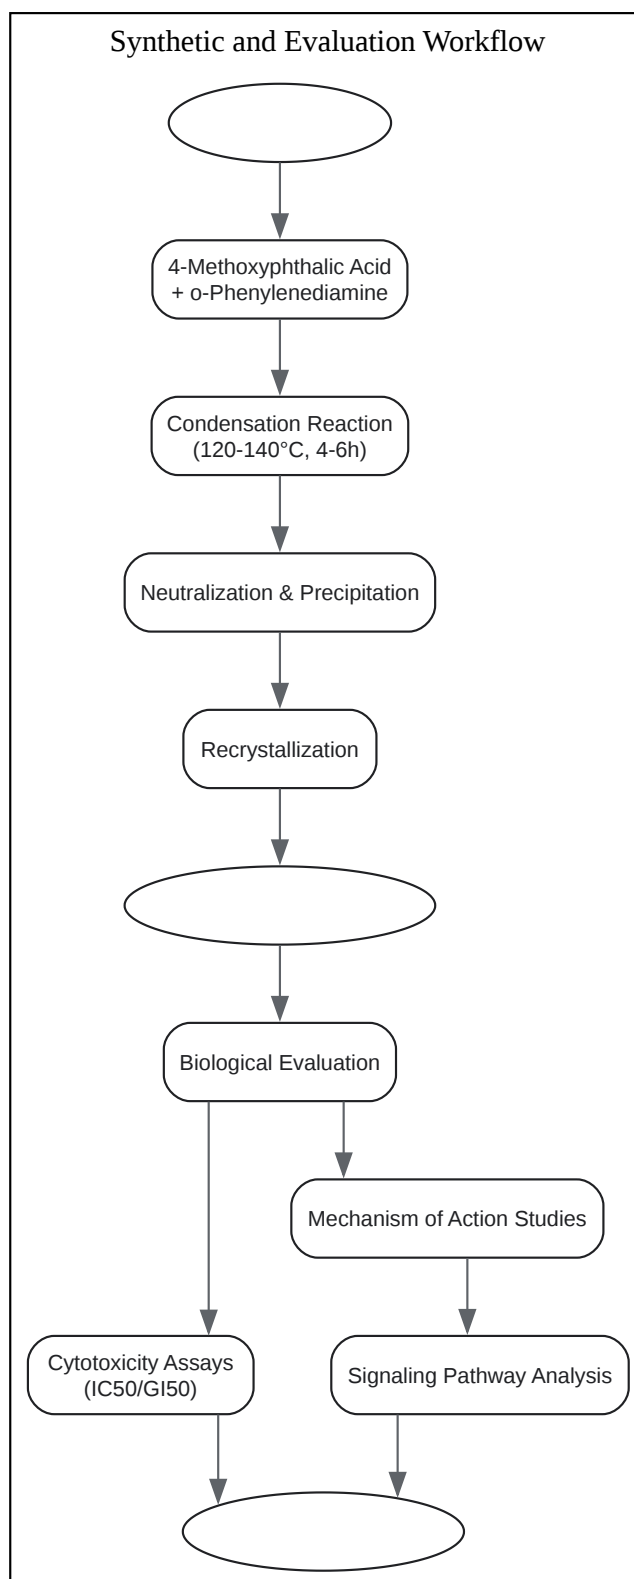 Synthetic and Evaluation Workflow
4-Methoxyphthalic Acid
+ o-Phenylenediamine
Condensation Reaction
(120-140°C, 4-6h)
Neutralization & Precipitation
Recrystallization
Biological Evaluation
Mechanism of Action Studies
Cytotoxicity Assays
(IC50/GI50)
Signaling Pathway Analysis